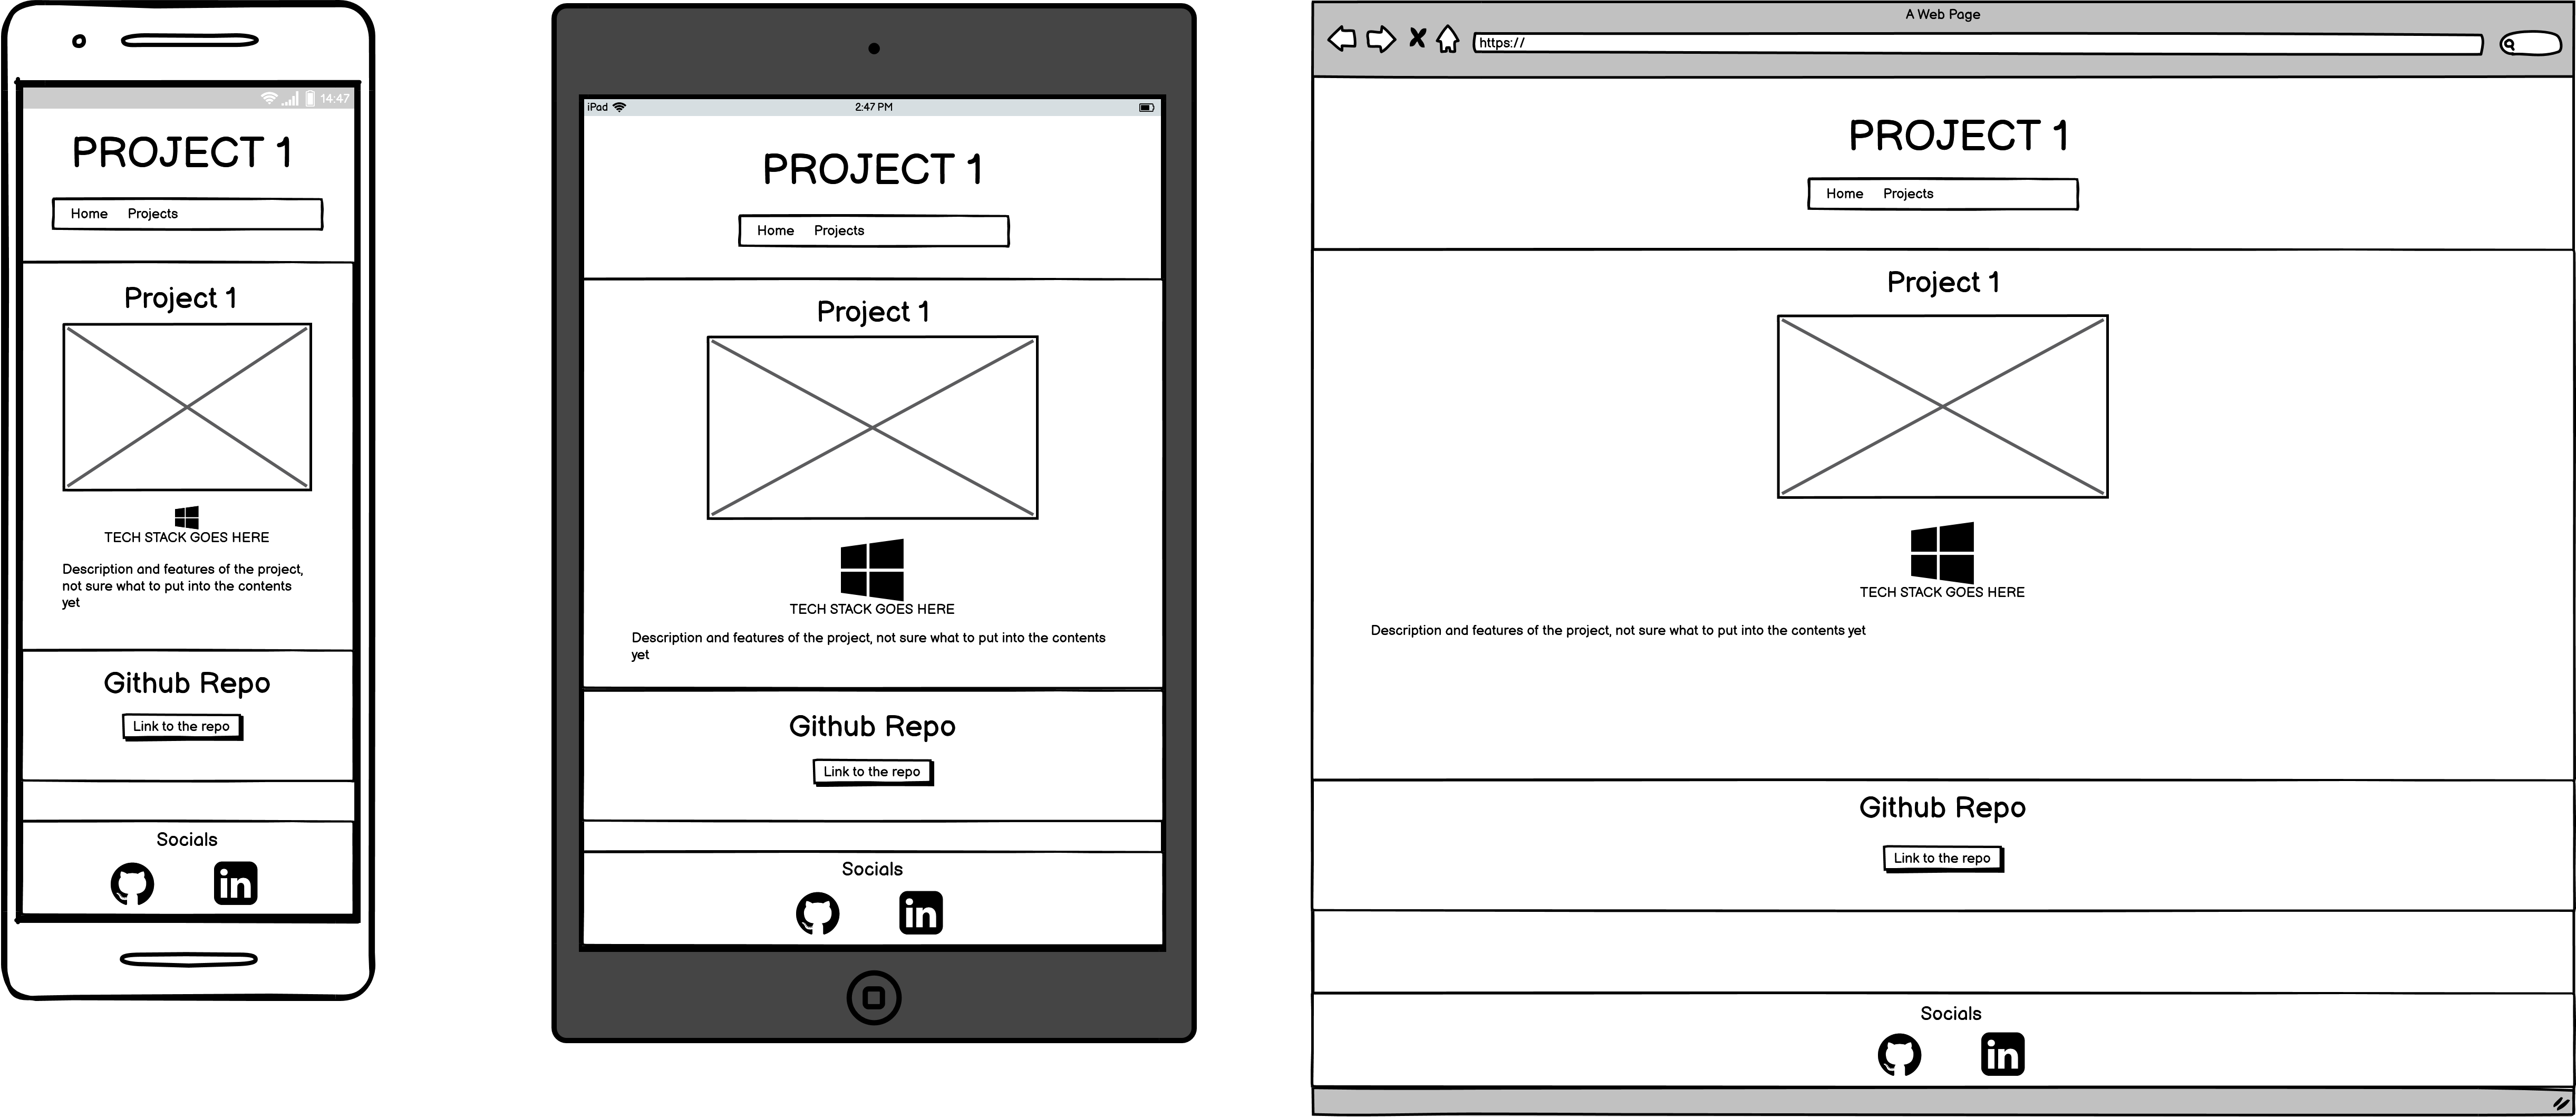 14:47
PROJECT 1
Home Projects
Project 1
TECH STACK GOES HERE
Description and features of the project,
not sure what to put into the contents
yet
Github Repo
Link to the repo
Socials
in
iPad 2:47 PM
PROJECT 1
Home Projects
Project 1
TECH STACK GOES HERE
Description and features of the project, not sure what to put into the contents
yet
Github Repo
Link to the repo
Socials
in
A Web Page
https://
PROJECT 1
Home Projects
Project 1
TECH STACK GOES HERE
Description and features of the project, not sure what to put into the contents yet
Github Repo
Link to the repo
Socials
in